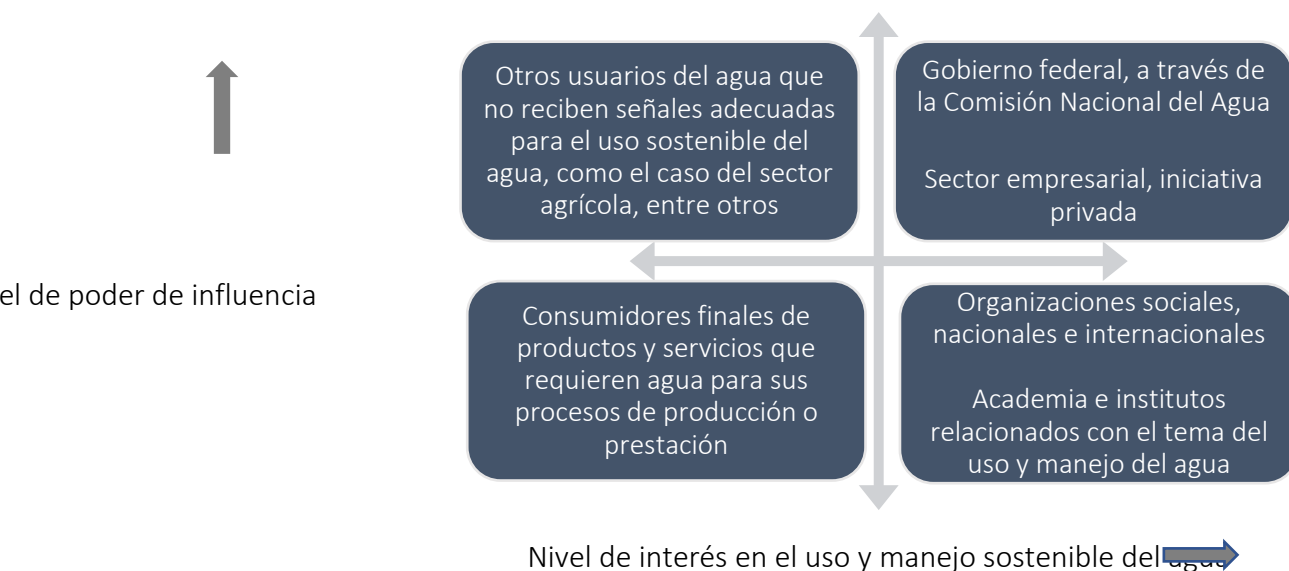 Otros usuarios del agua que
no reciben señales adecuadas
para el uso sostenible del
agua, como el caso del sector
agrícola, entre otros
Gobierno federal, a través de
la Comisión Nacional del Agua
Sector empresarial, iniciativa
privada
el de poder de influencia
Consumidores finales de
productos y servicios que
requieren agua para sus
procesos de producción o
prestación
Organizaciones sociales,
nacionales e internacionales
Academia e institutos
relacionados con el tema del
uso y manejo del agua
Nivel de interés en el uso y manejo sostenible del agua